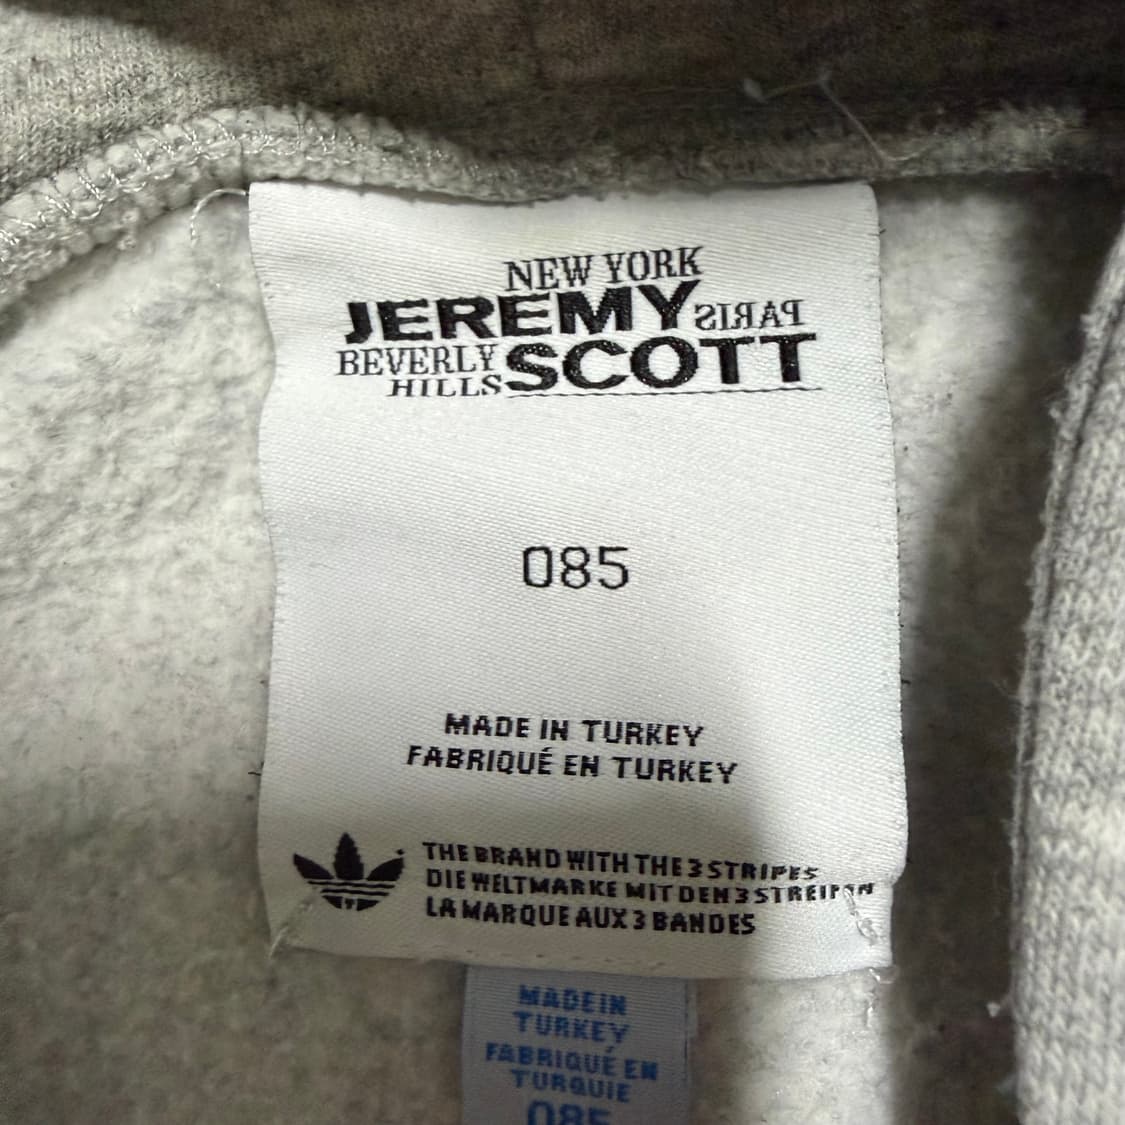 NEW YORK
JEREMY PARIS
BEVERLY HILLS SCOTT
085
MADE IN TURKEY
FABRIQUÉ EN TURKEY
THE BRAND WITH THE 3 STRIPES
DIE WELTMARKE MIT DEN 3 STREIFEN
LA MARQUE AUX 3 BANDES
MADE IN
TURKEY
FABRIQUÉ EN
TURQUIE
085